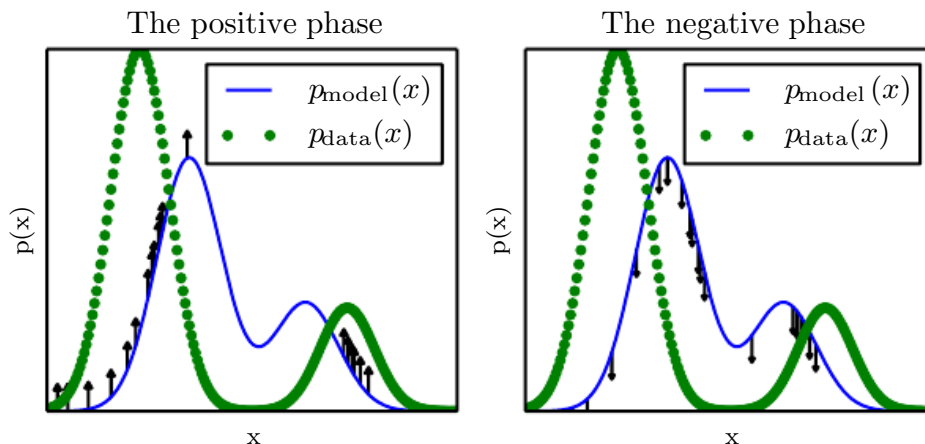 The positive phase
p_model(x)
p_data(x)
p(x)
x
The negative phase
p_model(x)
p_data(x)
p(x)
x